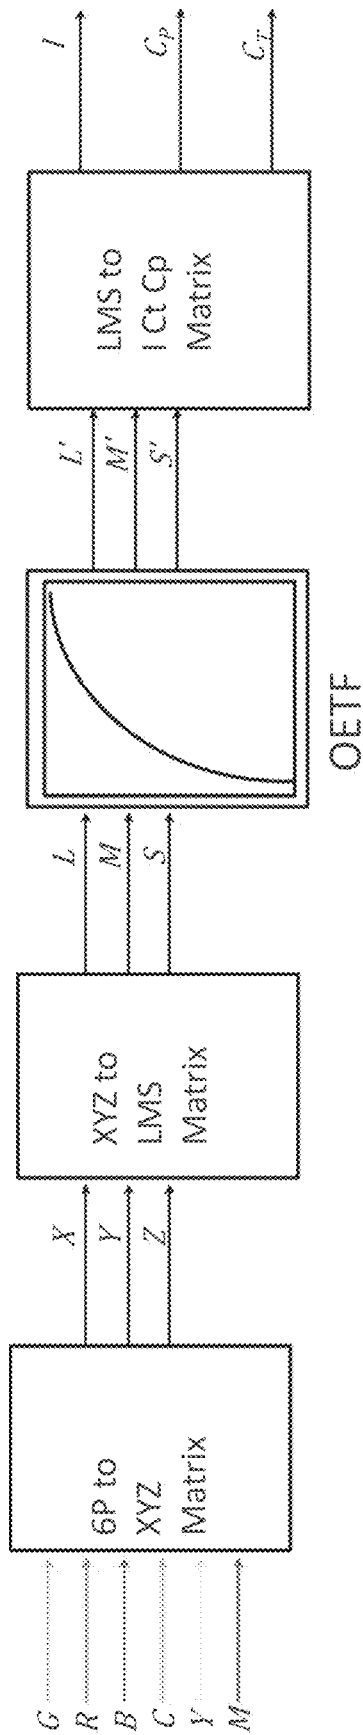 G
R
B
C
Y
M
6P to
XYZ
Matrix
X
Y
Z
XYZ to
LMS
Matrix
L
M
S
OETF
L'
M'
S'
LMS to
I Ct Cp
Matrix
I
C_P
C_T